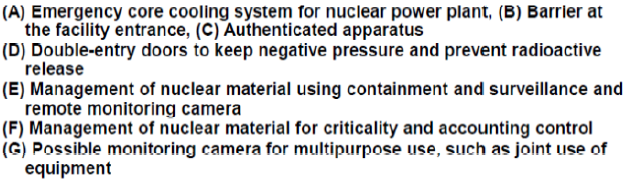 (A) Emergency core cooling system for nuclear power plant, (B) Barrier at
the facility entrance, (C) Authenticated apparatus
(D) Double-entry doors to keep negative pressure and prevent radioactive
release
(E) Management of nuclear material using containment and surveillance and
remote monitoring camera
(F) Management of nuclear material for criticality and accounting control
(G) Possible monitoring camera for multipurpose use, such as joint use of
equipment